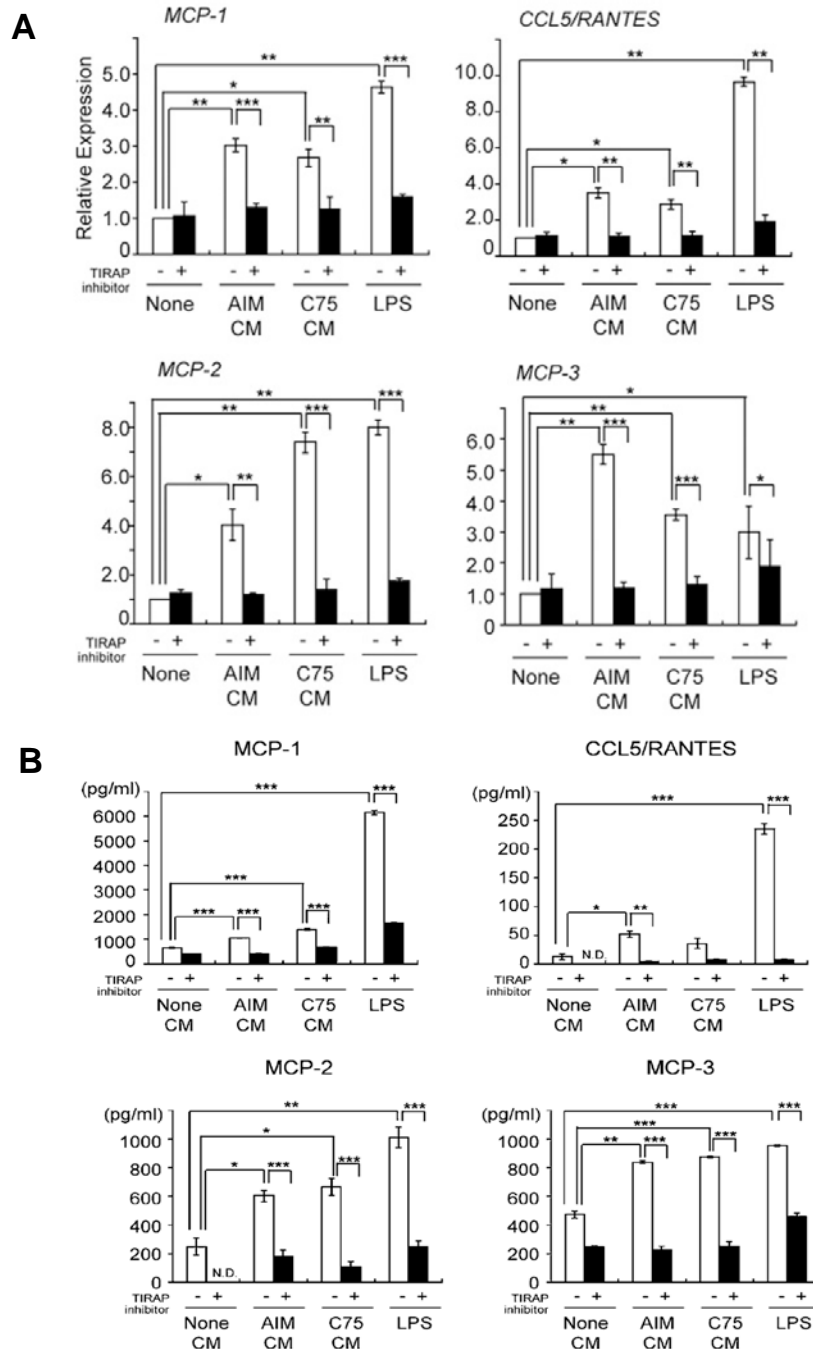 A
MCP-1
Relative Expression
5.0
4.0
3.0
2.0
1.0
0
** ***
* **
** ***
TIRAP inhibitor
- + - + - + - +
None AIM CM C75 CM LPS
CCL5/RANTES
10.0
8.0
6.0
4.0
2.0
0
** **
* **
* **
TIRAP inhibitor
- + - + - + - +
None AIM CM C75 CM LPS
MCP-2
8.0
6.0
4.0
2.0
1.0
0
** ***
** ***
* **
TIRAP inhibitor
- + - + - + - +
None AIM CM C75 CM LPS
MCP-3
6.0
5.0
4.0
3.0
2.0
1.0
0
*
** ***
** ***
*
- + - + - + - +
None AIM CM C75 CM LPS
B
MCP-1
(pg/ml)
6000
5000
4000
3000
2000
1000
0
*** ***
*** ***
*** ***
TIRAP inhibitor
- + - + - + - +
None CM AIM CM C75 CM LPS
CCL5/RANTES
(pg/ml)
250
200
150
100
50
0
*** ***
* **
N.D.
TIRAP inhibitor
- + - + - + - +
None CM AIM CM C75 CM LPS
MCP-2
(pg/ml)
1000
800
600
400
200
0
** ***
* ***
* ***
N.D.
TIRAP inhibitor
- + - + - + - +
None CM AIM CM C75 CM LPS
MCP-3
(pg/ml)
1000
800
600
400
200
0
*** ***
*** ***
** ***
TIRAP inhibitor
- + - + - + - +
None CM AIM CM C75 CM LPS